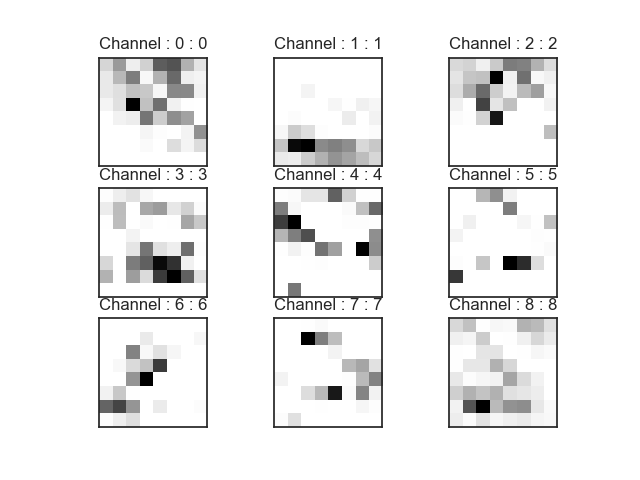 Channel : 0 : 0
Channel : 1 : 1
Channel : 2 : 2
Channel : 3 : 3
Channel : 4 : 4
Channel : 5 : 5
Channel : 6 : 6
Channel : 7 : 7
Channel : 8 : 8